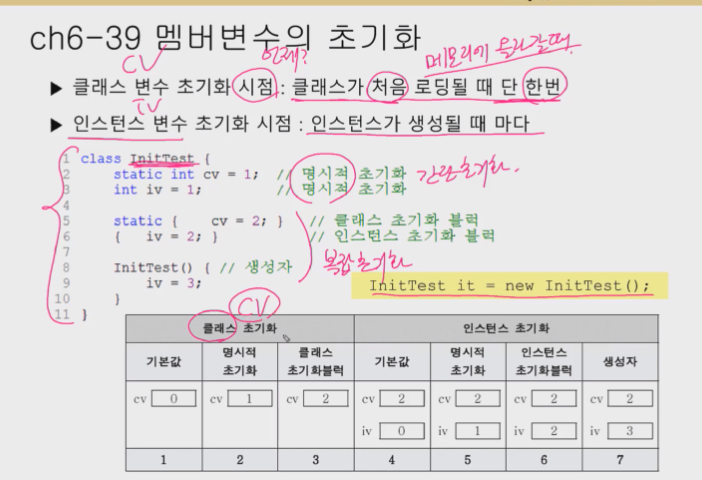 ch6-39 멤버변수의 초기화
CV 언제? 메모리에 올라갈때.
▶ 클래스 변수 초기화 시점 : 클래스가 처음 로딩될 때 단 한번
IV
▶ 인스턴스 변수 초기화 시점 : 인스턴스가 생성될 때 마다
1 class InitTest {
2 static int cv = 1; // 명시적 초기화 간단초기화.
3 int iv = 1; // 명시적 초기화
4
5 static { cv = 2; } // 클래스 초기화 블럭
6 { iv = 2; } // 인스턴스 초기화 블럭
7
복잡초기화
8 InitTest() { // 생성자
9 iv = 3;
InitTest it = new InitTest();
10 }
11 }
CV
클래스 초기화 인스턴스 초기화
기본값 명시적 초기화 클래스 초기화블럭 기본값 명시적 초기화 인스턴스 초기화블럭 생성자
cv 0 cv 1 cv 2 cv 2 cv 2 cv 2 cv 2
iv 0 iv 1 iv 2 iv 3
1 2 3 4 5 6 7